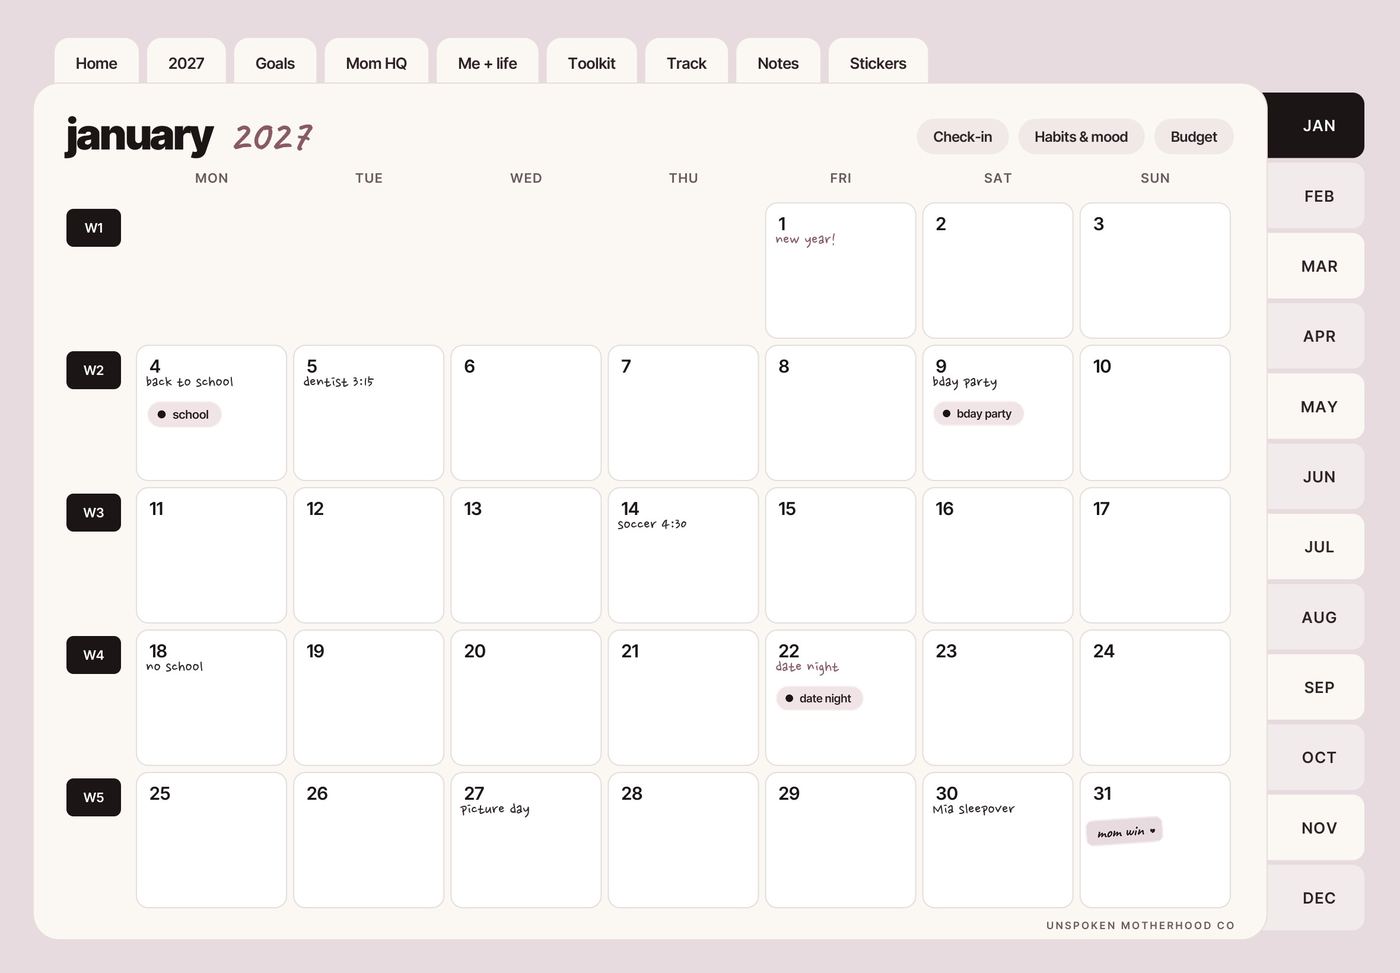 Home 2027 Goals Mom HQ Me + life Toolkit Track Notes Stickers
january 2027
Check-in Habits & mood Budget
MON TUE WED THU FRI SAT SUN
W1
1 2 3
new year!
W2
4 5 6 7 8 9 10
back to school dentist 3:15 bday party
school bday party
W3
11 12 13 14 15 16 17
soccer 4:30
W4
18 19 20 21 22 23 24
no school date night
date night
W5
25 26 27 28 29 30 31
picture day Mia sleepover
mom win
UNSPOKEN MOTHERHOOD CO
JAN
FEB
MAR
APR
MAY
JUN
JUL
AUG
SEP
OCT
NOV
DEC